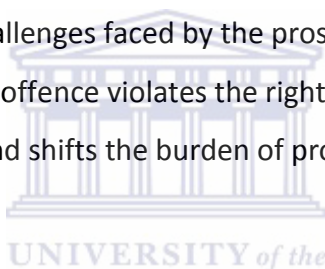 allenges faced by the pros
offence violates the right
nd shifts the burden of pro
UNIVERSITY of the